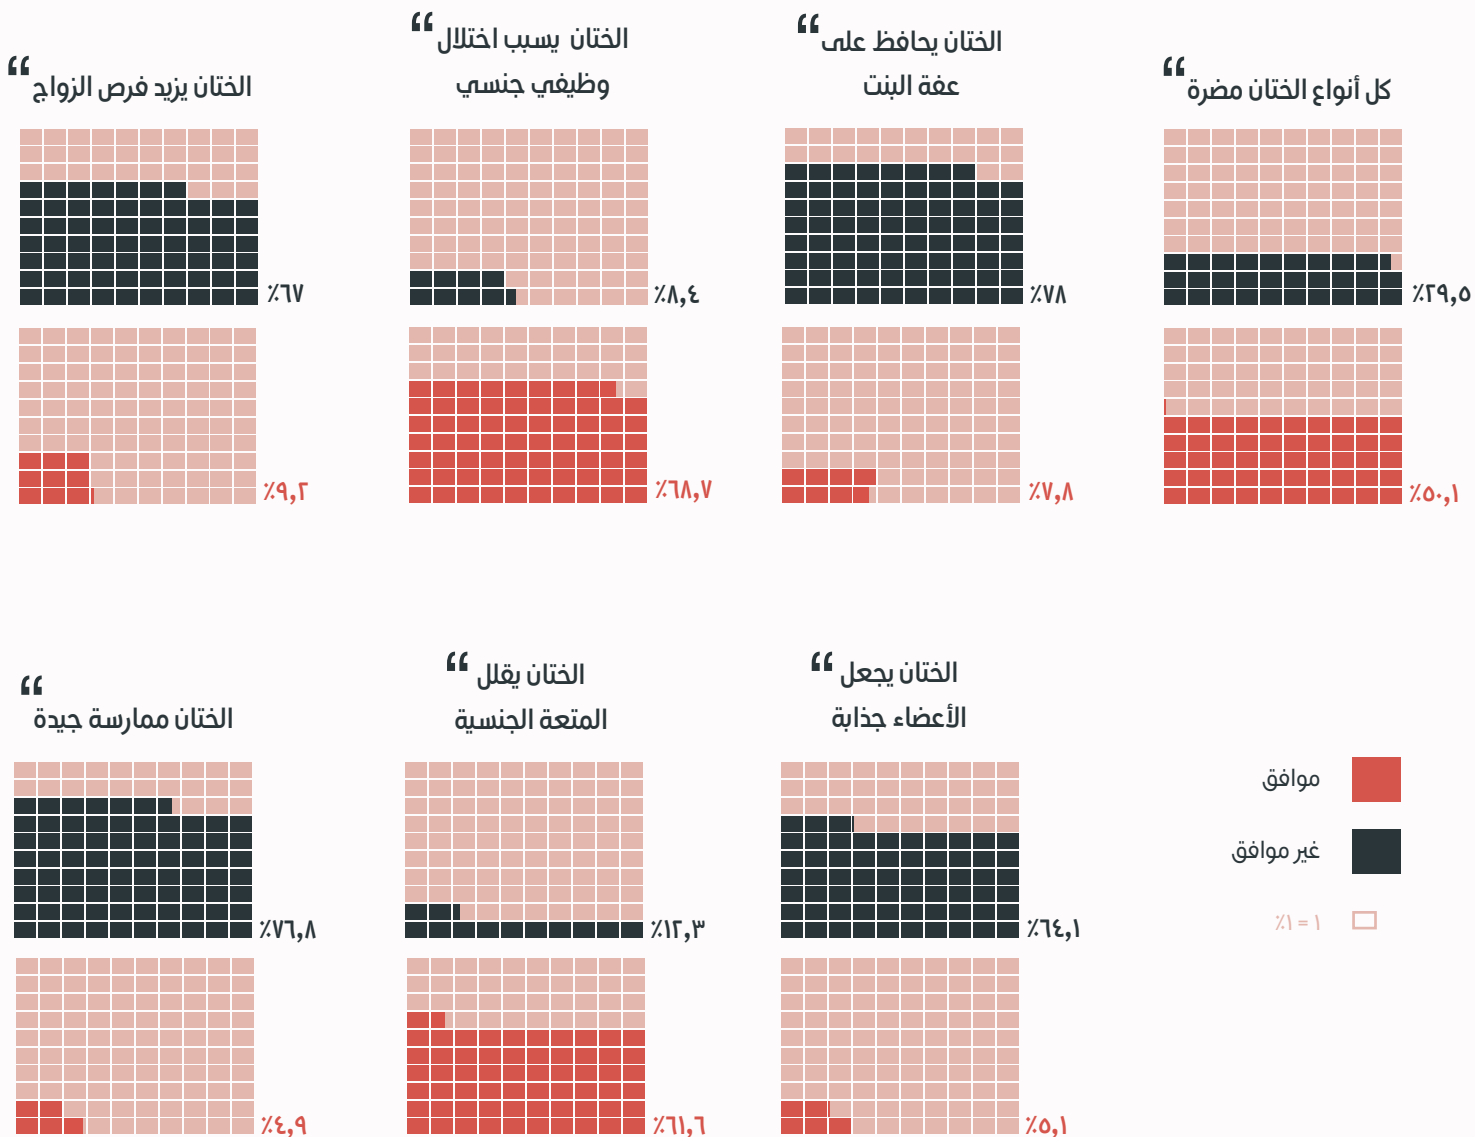 كل أنواع الختان مضرة “
٪٢٩,٥
٪٥٠,١
الختان يحافظ على “
عفة البنت
٪٧٨
٪٧,٨
الختان يسبب اختلال “
وظيفي جنسي
٪٨,٤
٪٦٨,٧
الختان يزيد فرص الزواج “
٪٦٧
٪٩,٢
موافق
غير موافق
١ = ١٪
الختان يجعل “
الأعضاء جذابة
٪٦٤,١
٪٥,١
الختان يقلل “
المتعة الجنسية
٪١٢,٣
٪٦١,٦
“
الختان ممارسة جيدة
٪٧٦,٨
٪٤,٩